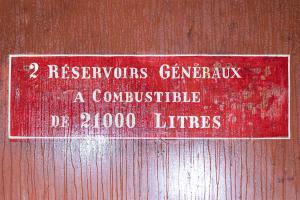 2 Réservoirs Généraux
a Combustible
de 21000 Litres